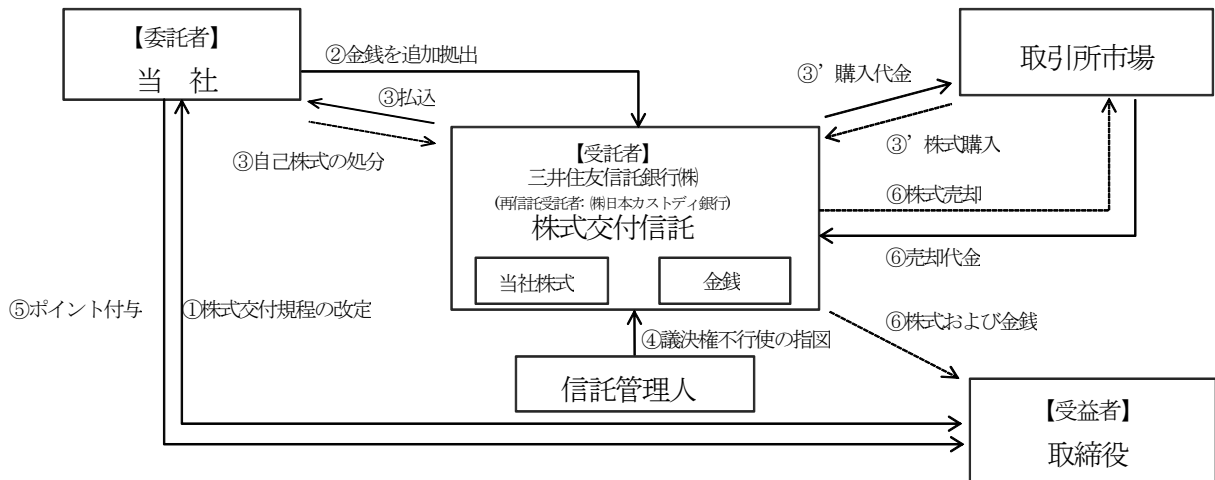 【委託者】
当 社
②金銭を追加拠出
取引所市場
③’購入代金
③払込
③自己株式の処分
【受託者】
三井住友信託銀行㈱
(再信託受託者: ㈱日本カストディ銀行)
株式交付信託
③’株式購入
⑥株式売却
⑥売却代金
当社株式
金銭
⑤ポイント付与
①株式交付規程の改定
④議決権不行使の指図
⑥株式および金銭
信託管理人
【受益者】
取締役